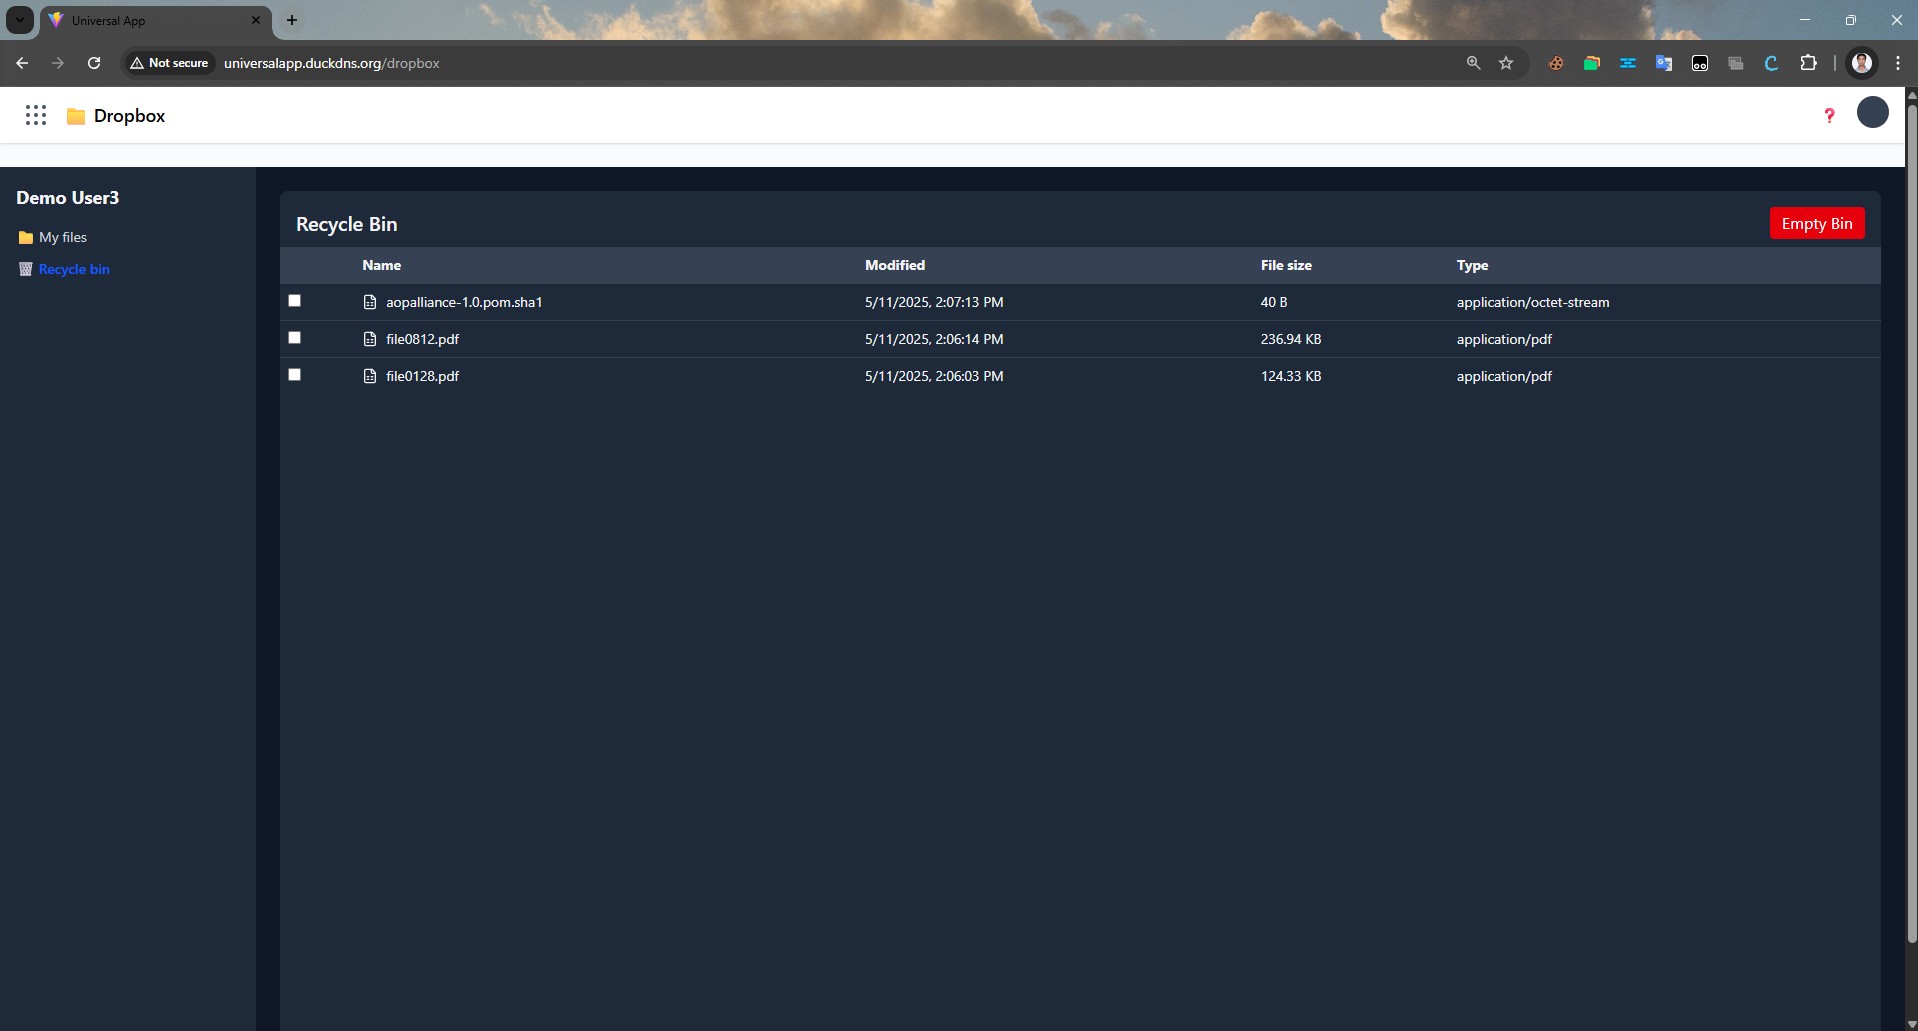 Universal App
Not secure
universalapp.duckdns.org/dropbox
Dropbox
Demo User3
My files
Recycle bin
Recycle Bin
Empty Bin
Name Modified File size Type
aopalliance-1.0.pom.sha1 5/11/2025, 2:07:13 PM 40 B application/octet-stream
file0812.pdf 5/11/2025, 2:06:14 PM 236.94 KB application/pdf
file0128.pdf 5/11/2025, 2:06:03 PM 124.33 KB application/pdf